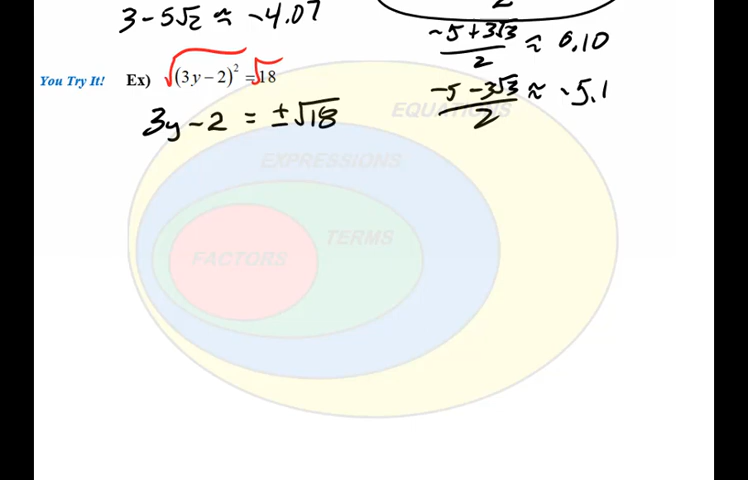 3 - 5√2 ≈ -4.07
2
(-5 + 3√3)/2 ≈ 0.10
(-5 - 3√3)/2 ≈ -5.1
You Try It! Ex) √(3y – 2)² = √18
3y - 2 = ±√18
EQUATIONS
EXPRESSIONS
TERMS
FACTORS